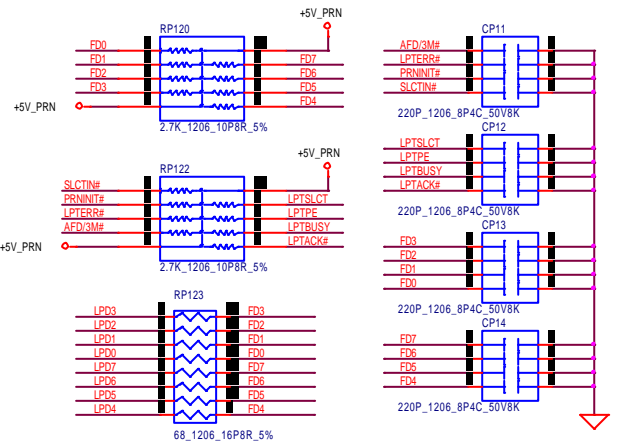 +5V_PRN
RP120
FD0
FD1
FD2
FD3
+5V_PRN
FD7
FD6
FD5
FD4
2.7K_1206_10P8R_5%
+5V_PRN
RP122
SLCTIN#
PRNINIT#
LPTERR#
AFD/3M#
+5V_PRN
LPTSLCT
LPTPE
LPTBUSY
LPTACK#
2.7K_1206_10P8R_5%
RP123
LPD3
LPD2
LPD1
LPD0
LPD7
LPD6
LPD5
LPD4
FD3
FD2
FD1
FD0
FD7
FD6
FD5
FD4
68_1206_16P8R_5%
CP11
AFD/3M#
LPTERR#
PRNINIT#
SLCTIN#
220P_1206_8P4C_50V8K
CP12
LPTSLCT
LPTPE
LPTBUSY
LPTACK#
220P_1206_8P4C_50V8K
CP13
FD3
FD2
FD1
FD0
220P_1206_8P4C_50V8K
CP14
FD7
FD6
FD5
FD4
220P_1206_8P4C_50V8K